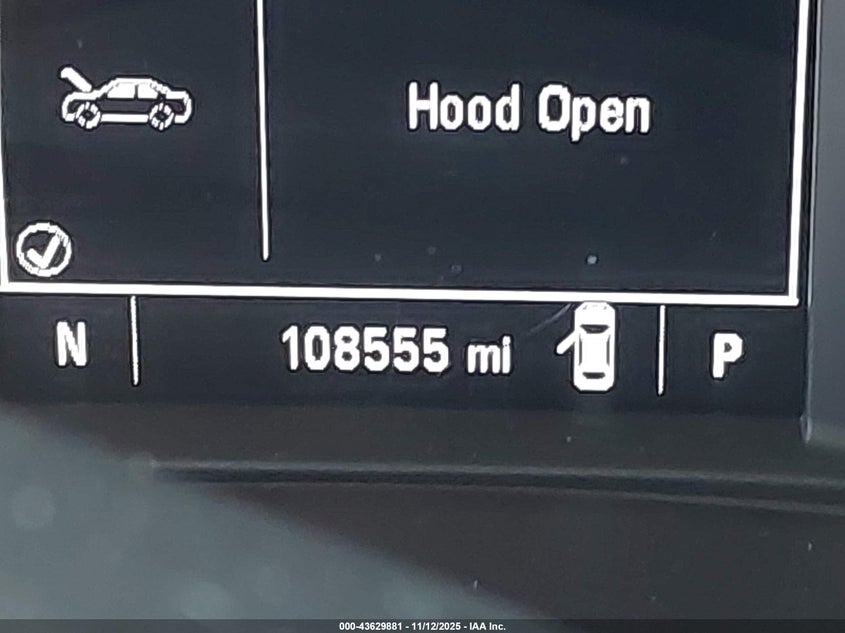 Hood Open
N 108555 mi P
000-43629881 - 11/12/2025 - IAA Inc.